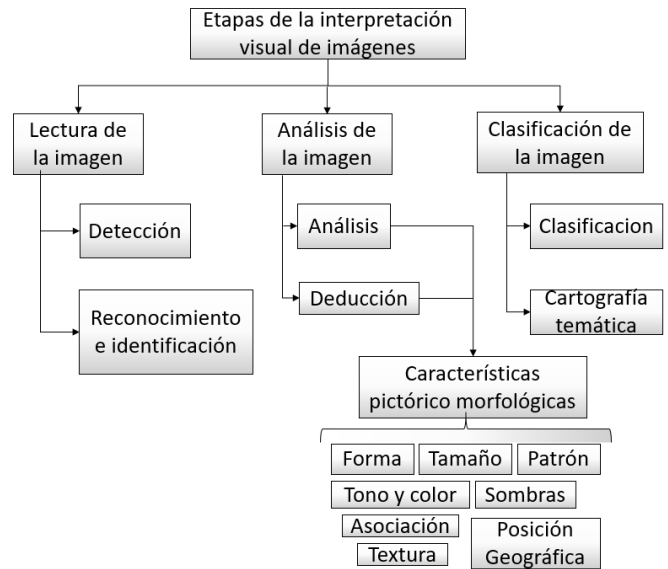 Etapas de la interpretación
visual de imágenes
Lectura de
la imagen
Análisis de
la imagen
Clasificación de
la imagen
Detección
Análisis
Clasificacion
Reconocimiento
e identificación
Deducción
Cartografía
temática
Características
pictórico morfológicas
Forma
Tamaño
Patrón
Tono y color
Sombras
Asociación
Textura
Posición
Geográfica